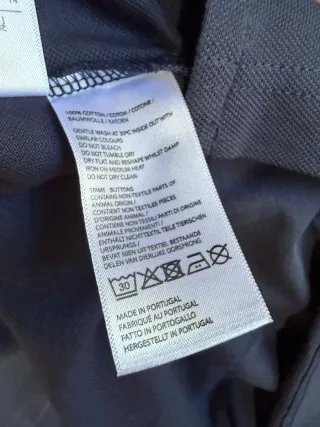 100% COTTON / COTON / COTONE /
BAUMWOLLE / KATOEN
GENTLE WASH AT 30°C INSIDE OUT WITH
SIMILAR COLOURS
DO NOT BLEACH
DO NOT TUMBLE DRY
DRY FLAT AND RESHAPE WHILST DAMP
IRON ON MEDIUM HEAT
DO NOT DRY CLEAN
TRIMS : BUTTONS
CONTAINS NON TEXTILE PARTS OF
ANIMAL ORIGIN /
CONTIENT NON TEXTILES PIECES
D'ORIGINE ANIMAL /
CONTIENE NON TESSILI PARTI DI ORIGINE
ANIMALE PROVENIENTI /
ENTHÄLT NICHTTEXTIL TEILE TIERISCHEN
URSPRUNGS /
BEVAT NIEN UIT TEXTIEL BESTAANDE
DELEN VAN DIERLIJKE OORSPRONG
30
MADE IN PORTUGAL
FABRIQUÉ AU PORTUGAL
FATTO IN PORTOGALLO
HERGESTELLT IN PORTUGAL